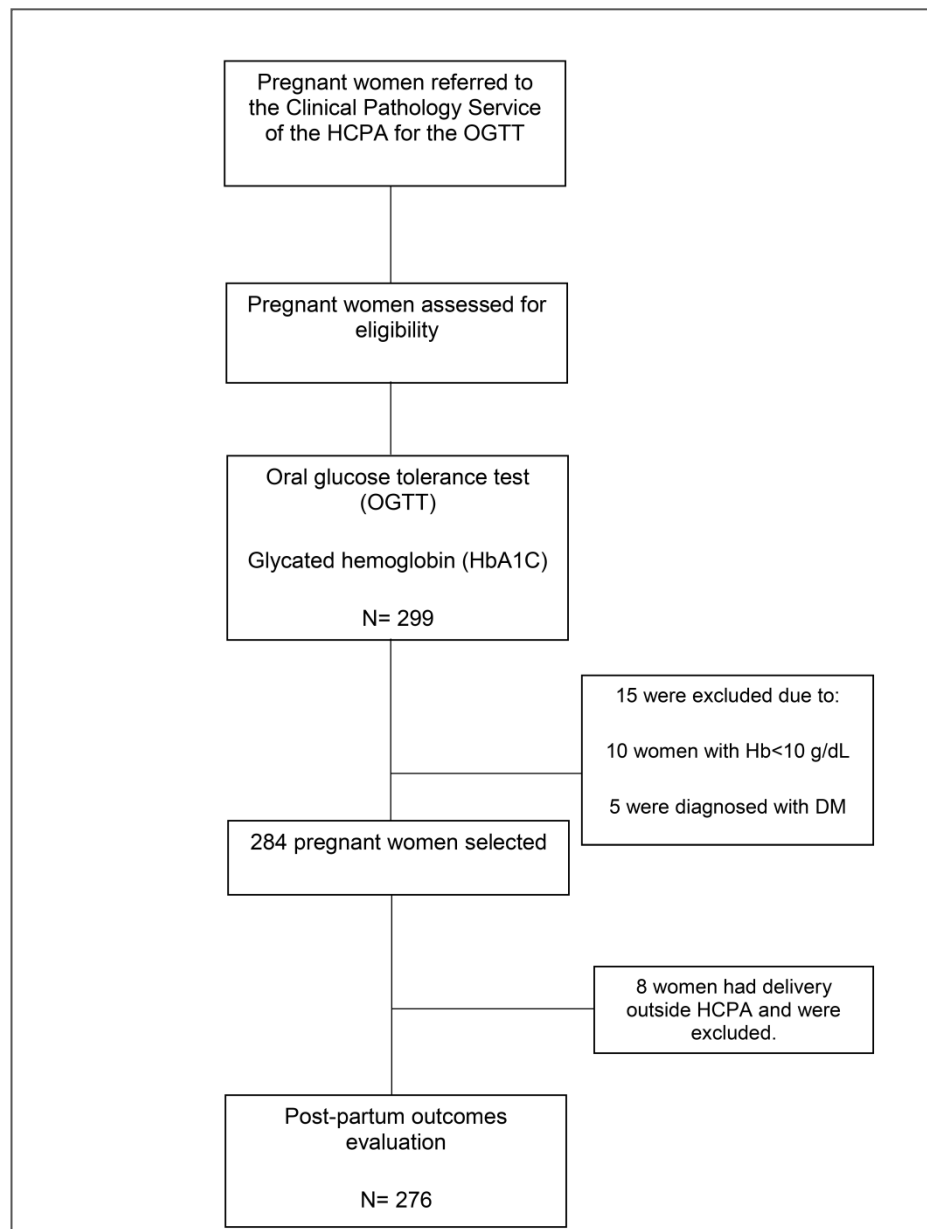 Pregnant women referred to
the Clinical Pathology Service
of the HCPA for the OGTT
Pregnant women assessed for
eligibility
Oral glucose tolerance test
(OGTT)
Glycated hemoglobin (HbA1C)
N= 299
15 were excluded due to:
10 women with Hb<10 g/dL
5 were diagnosed with DM
284 pregnant women selected
8 women had delivery
outside HCPA and were
excluded.
Post-partum outcomes
evaluation
N= 276